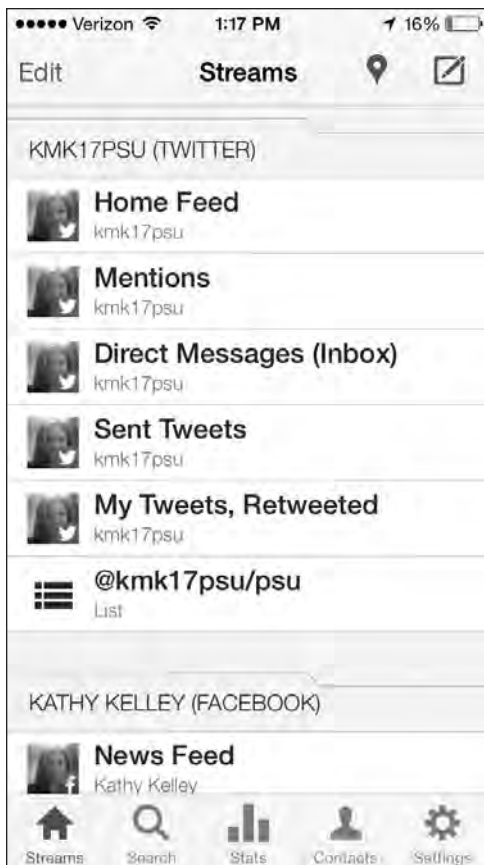 Verizon 1:17 PM 16%
Edit Streams
KMK17PSU (TWITTER)
Home Feed
kmk17psu
Mentions
kmk17psu
Direct Messages (Inbox)
kmk17psu
Sent Tweets
kmk17psu
My Tweets, Retweeted
kmk17psu
@kmk17psu/psu
List
KATHY KELLEY (FACEBOOK)
News Feed
Kathy Kelley
Streams Search Stats Contacts Settings